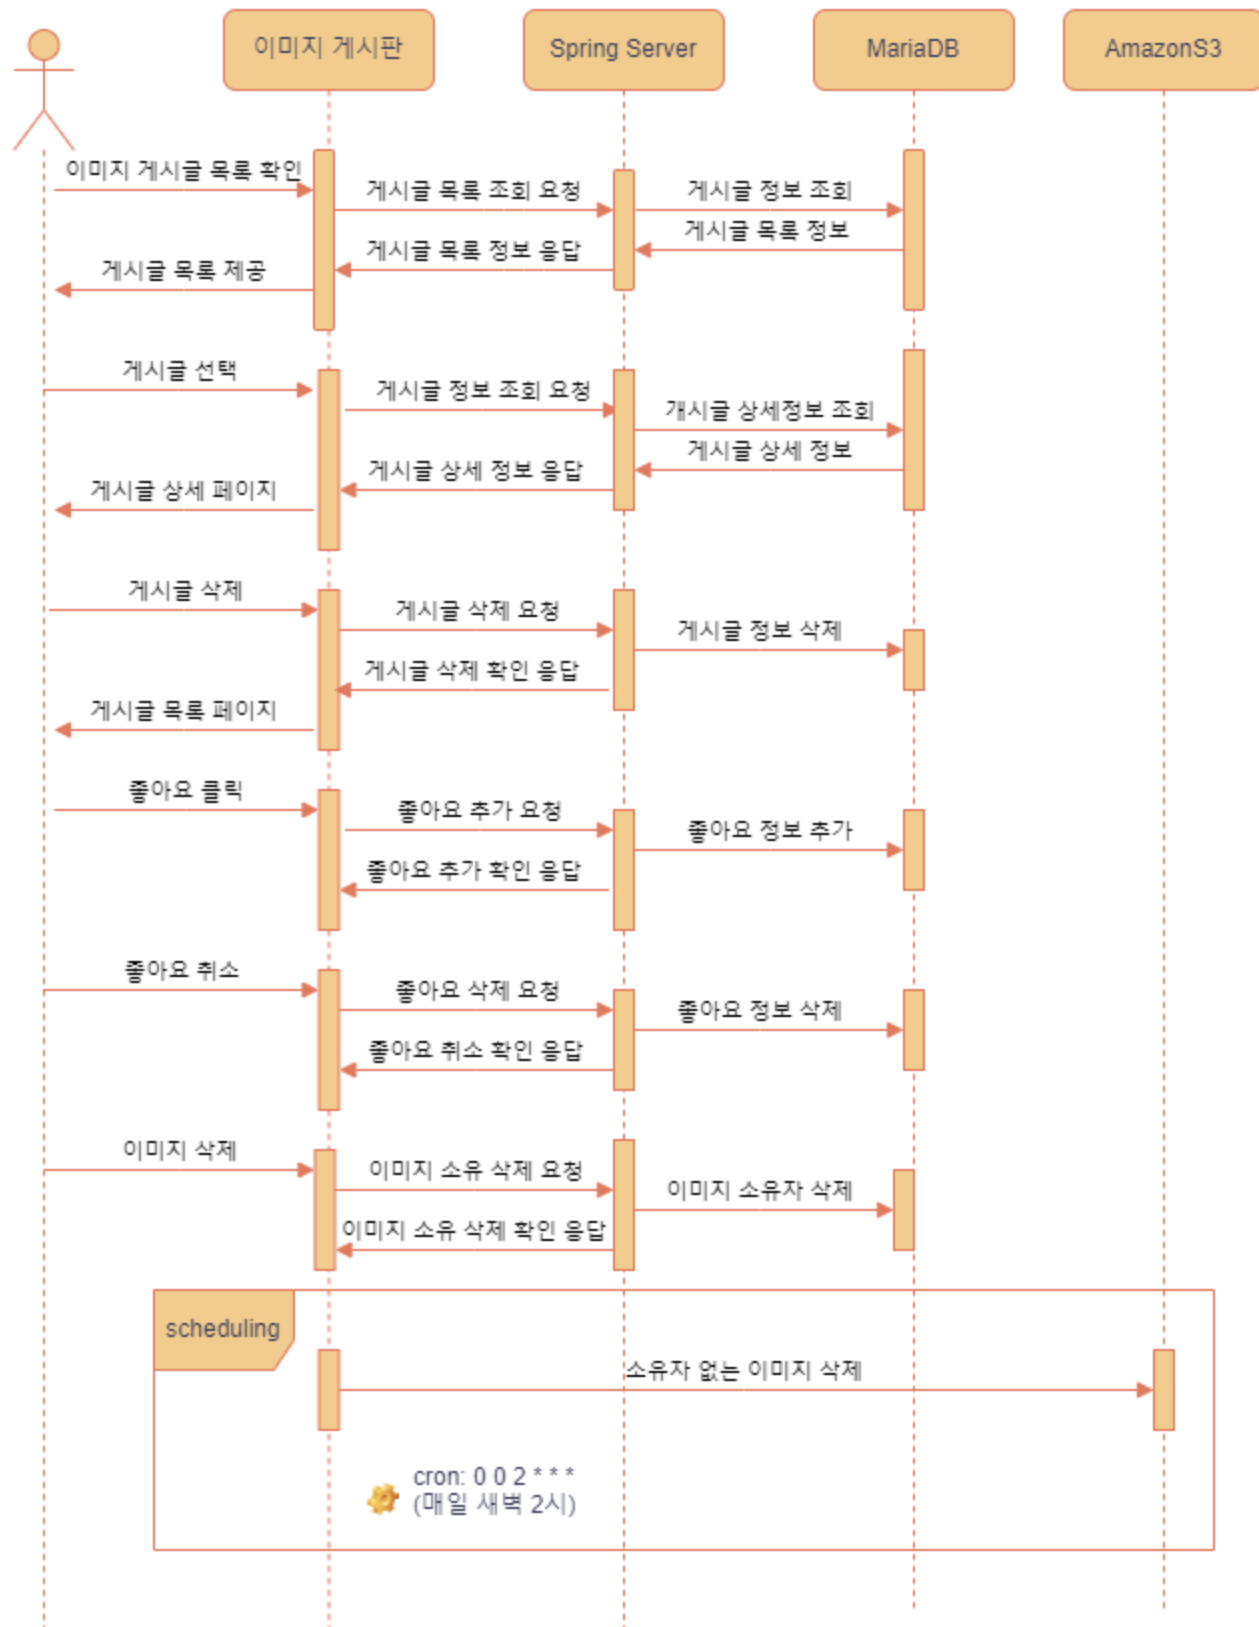 이미지 게시판
Spring Server
MariaDB
AmazonS3
이미지 게시글 목록 확인
게시글 목록 조회 요청
게시글 정보 조회
게시글 목록 정보
게시글 목록 정보 응답
게시글 목록 제공
게시글 선택
게시글 정보 조회 요청
개시글 상세정보 조회
게시글 상세 정보
게시글 상세 정보 응답
게시글 상세 페이지
게시글 삭제
게시글 삭제 요청
게시글 정보 삭제
게시글 삭제 확인 응답
게시글 목록 페이지
좋아요 클릭
좋아요 추가 요청
좋아요 정보 추가
좋아요 추가 확인 응답
좋아요 취소
좋아요 삭제 요청
좋아요 정보 삭제
좋아요 취소 확인 응답
이미지 삭제
이미지 소유 삭제 요청
이미지 소유자 삭제
이미지 소유 삭제 확인 응답
scheduling
소유자 없는 이미지 삭제
cron: 0 0 2 * * *
(매일 새벽 2시)